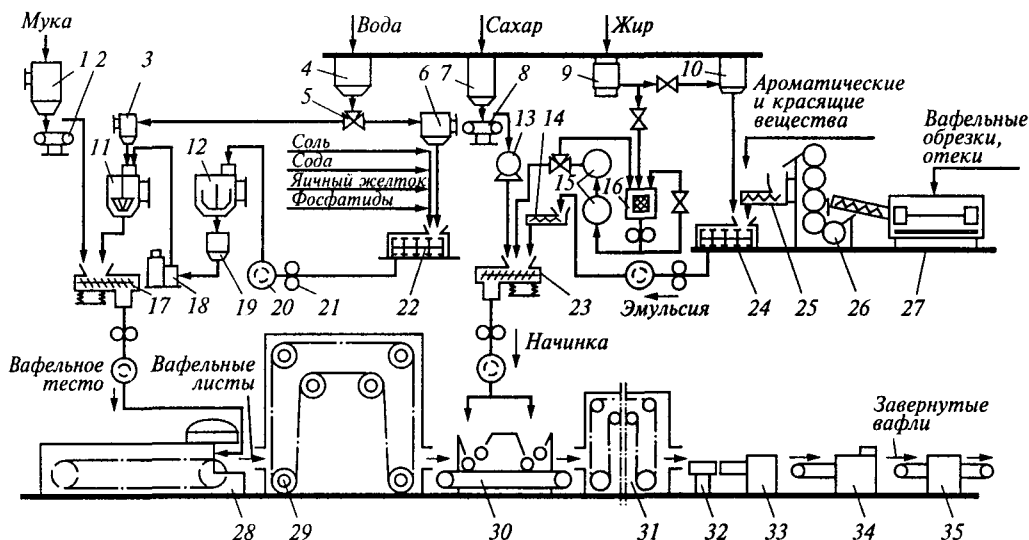 Мука
Вода
Сахар
Жир
1
2
3
4
5
6
7
8
9
10
Ароматические
и красящие
вещества
Вафельные
обрезки,
отеки
11
12
13
14
15
16
Соль
Сода
Яичный желток
Фосфатиды
17
18
19
20
21
22
23
24
25
26
27
Эмульсия
Начинка
Вафельное
тесто
Вафельные
листы
Завернутые
вафли
28
29
30
31
32
33
34
35